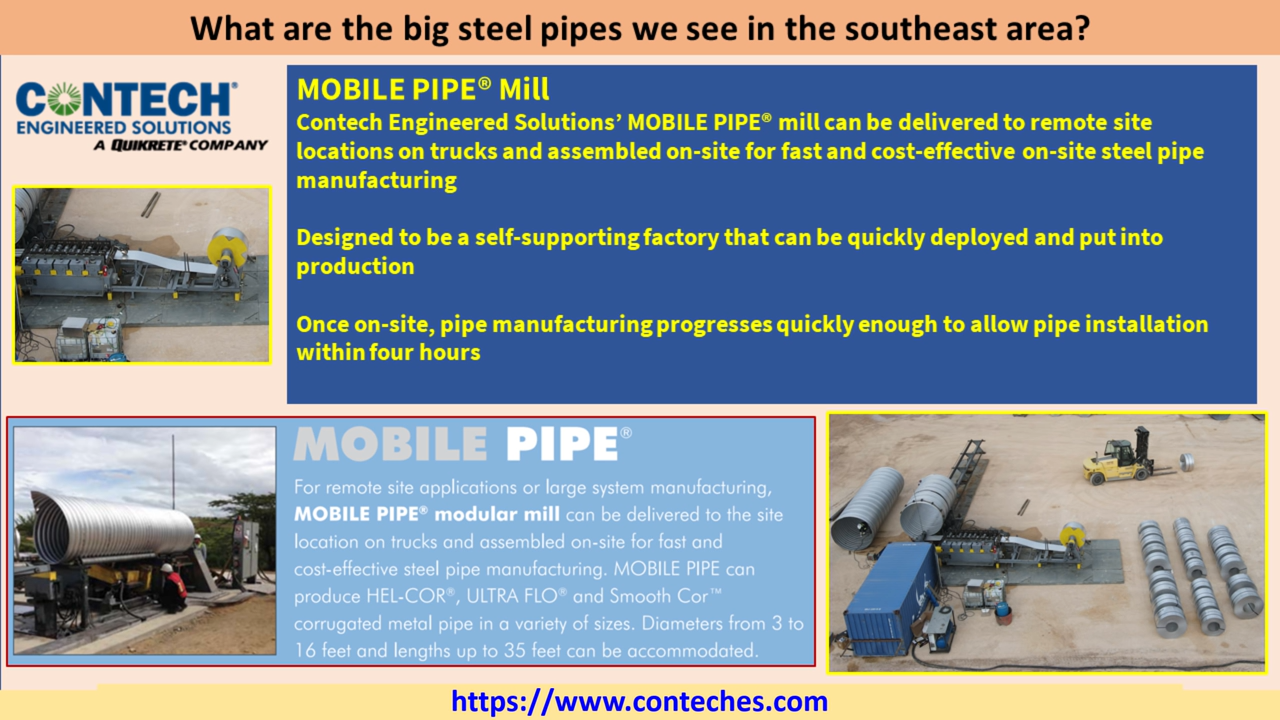 What are the big steel pipes we see in the southeast area?
CONTECH®
ENGINEERED SOLUTIONS
A QUIKRETE® COMPANY
MOBILE PIPE® Mill
Contech Engineered Solutions’ MOBILE PIPE® mill can be delivered to remote site
locations on trucks and assembled on-site for fast and cost-effective on-site steel pipe
manufacturing
Designed to be a self-supporting factory that can be quickly deployed and put into
production
Once on-site, pipe manufacturing progresses quickly enough to allow pipe installation
within four hours
MOBILE PIPE®
For remote site applications or large system manufacturing,
MOBILE PIPE® modular mill can be delivered to the site
location on trucks and assembled on-site for fast and
cost-effective steel pipe manufacturing. MOBILE PIPE can
produce HEL-COR®, ULTRA FLO® and Smooth Cor™
corrugated metal pipe in a variety of sizes. Diameters from 3 to
16 feet and lengths up to 35 feet can be accommodated.
https://www.conteches.com